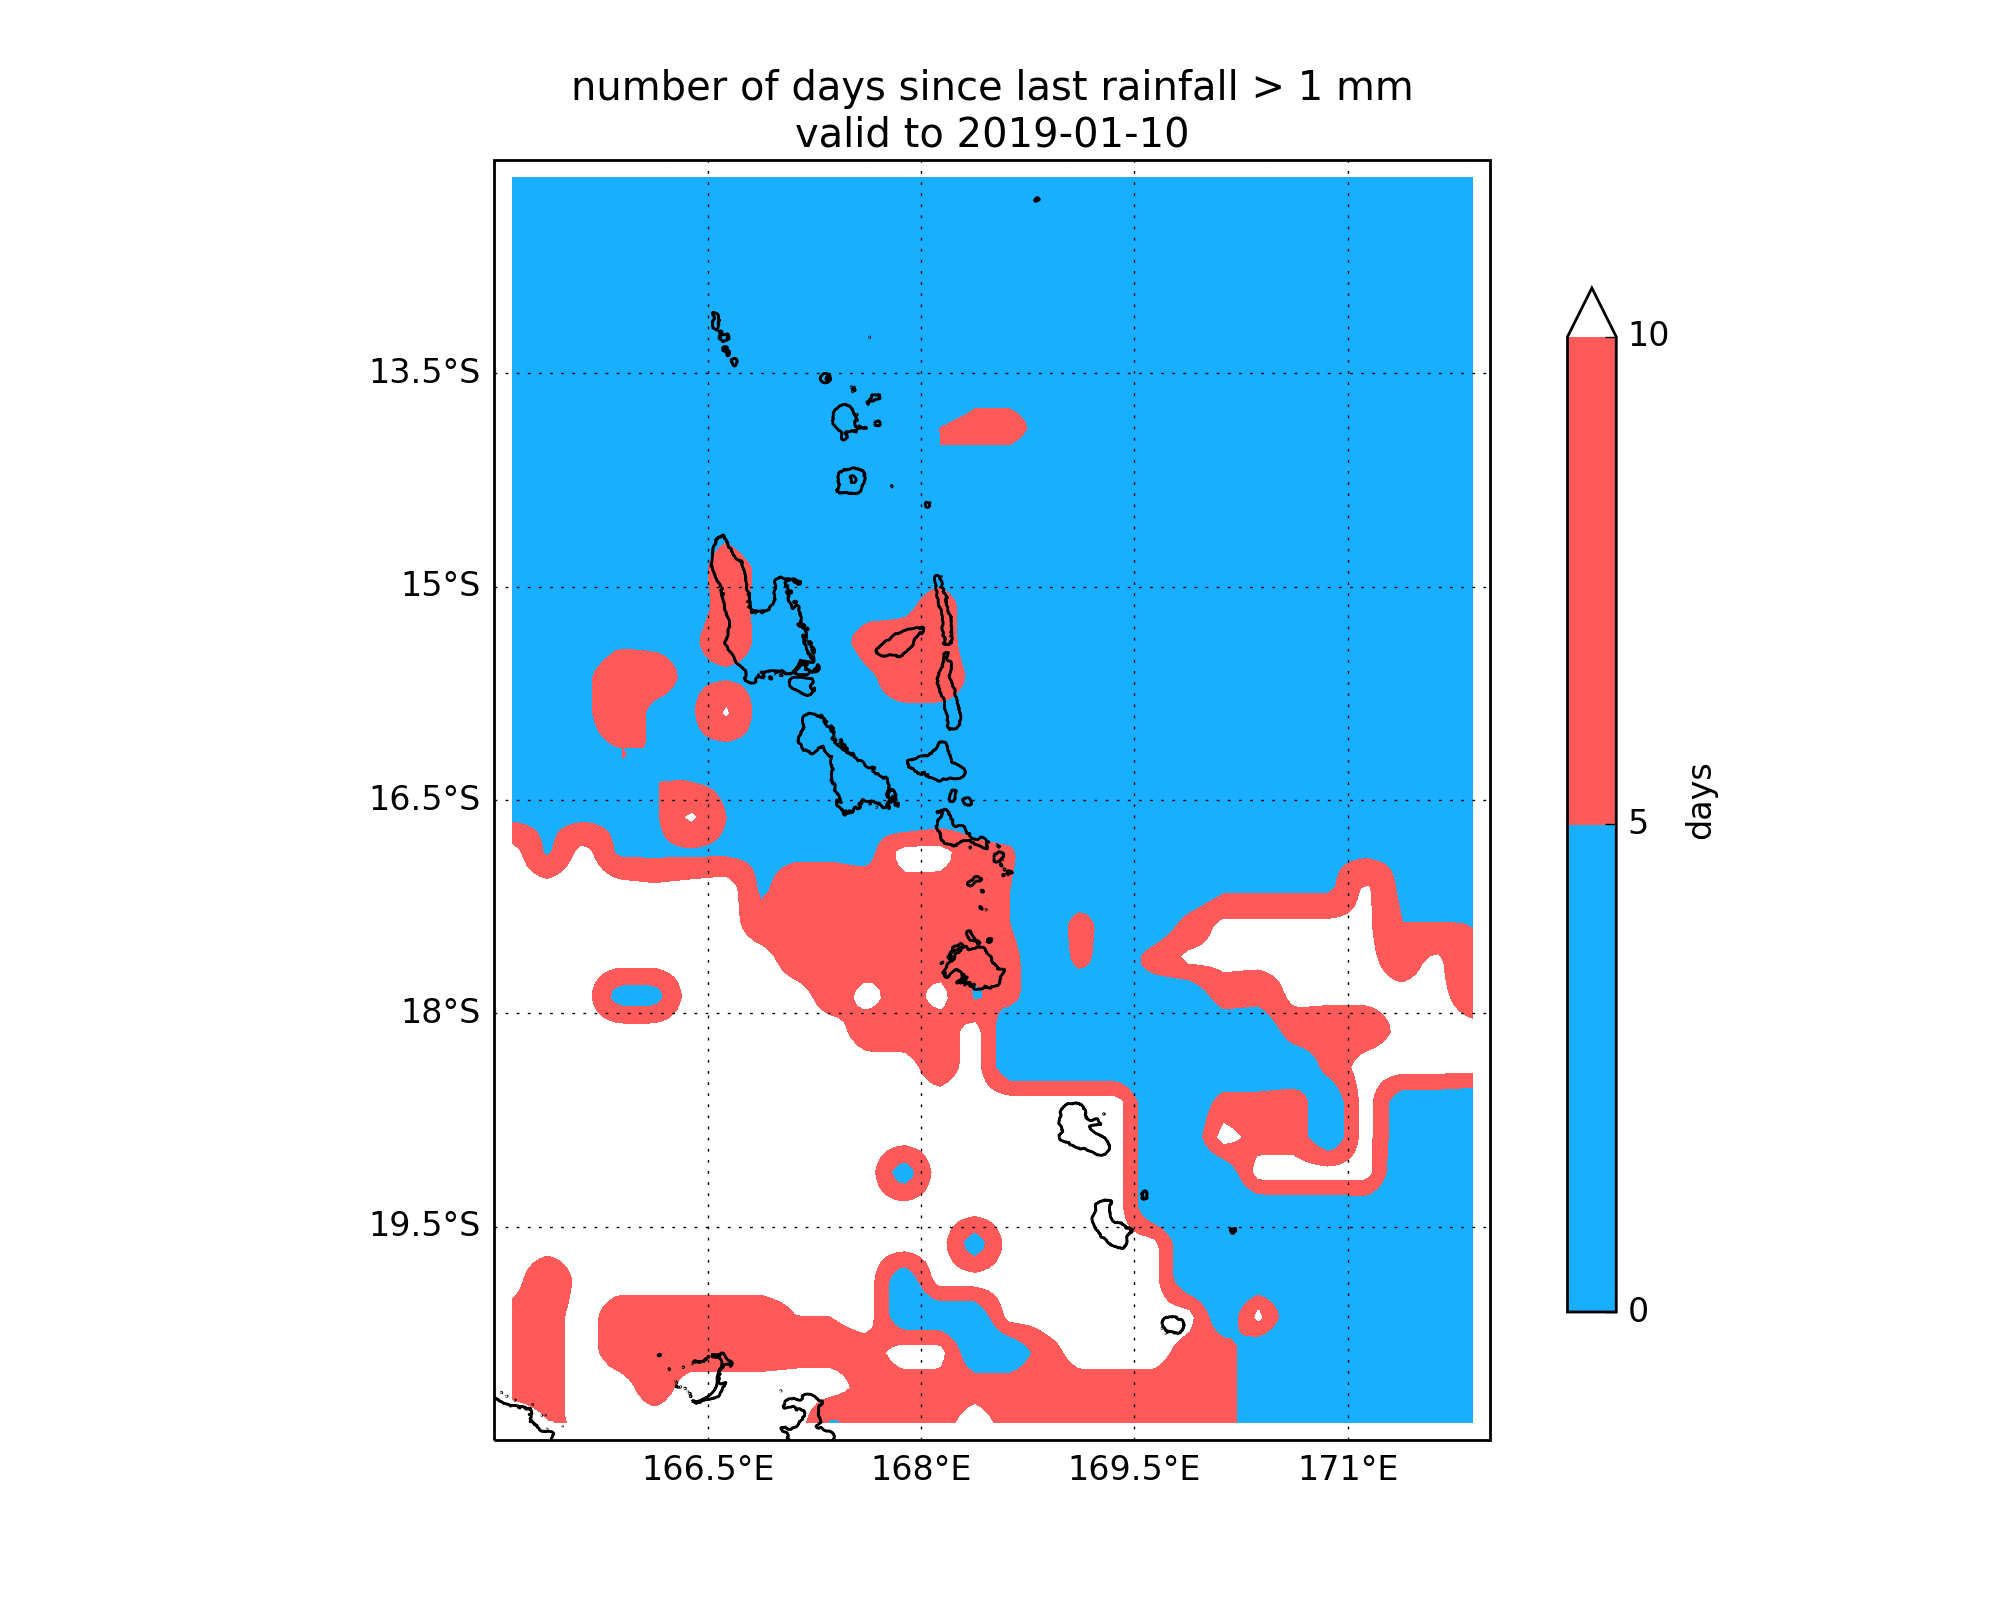 number of days since last rainfall > 1 mm
valid to 2019-01-10
13.5°S
15°S
16.5°S
18°S
19.5°S
166.5°E
168°E
169.5°E
171°E
10
5
0
days